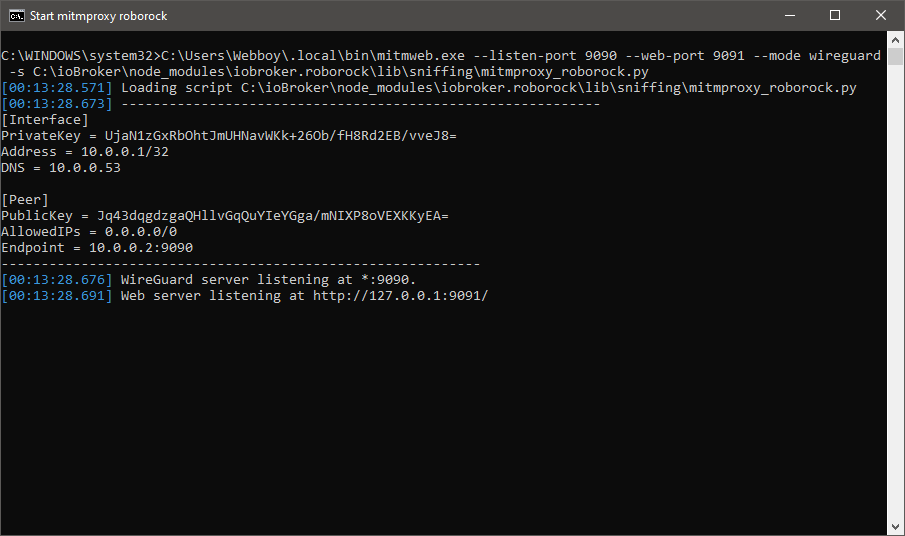 Start mitmproxy roborock
C:\WINDOWS\system32>C:\Users\Webboy\.local\bin\mitmweb.exe --listen-port 9090 --web-port 9091 --mode wireguard
-s C:\ioBroker\node_modules\iobroker.roborock\lib\sniffing\mitmproxy_roborock.py
[00:13:28.571] Loading script C:\ioBroker\node_modules\iobroker.roborock\lib\sniffing\mitmproxy_roborock.py
[00:13:28.673] ------------------------------------------------------------
[Interface]
PrivateKey = UjaN1zGxRbOhtJmUHNavWKk+26Ob/fH8Rd2EB/vveJ8=
Address = 10.0.0.1/32
DNS = 10.0.0.53
[Peer]
PublicKey = Jq43dqgdzgaQHllvGqQuYIeYGga/mNIXP8oVEXKKyEA=
AllowedIPs = 0.0.0.0/0
Endpoint = 10.0.0.2:9090
------------------------------------------------------------
[00:13:28.676] WireGuard server listening at *:9090.
[00:13:28.691] Web server listening at http://127.0.0.1:9091/